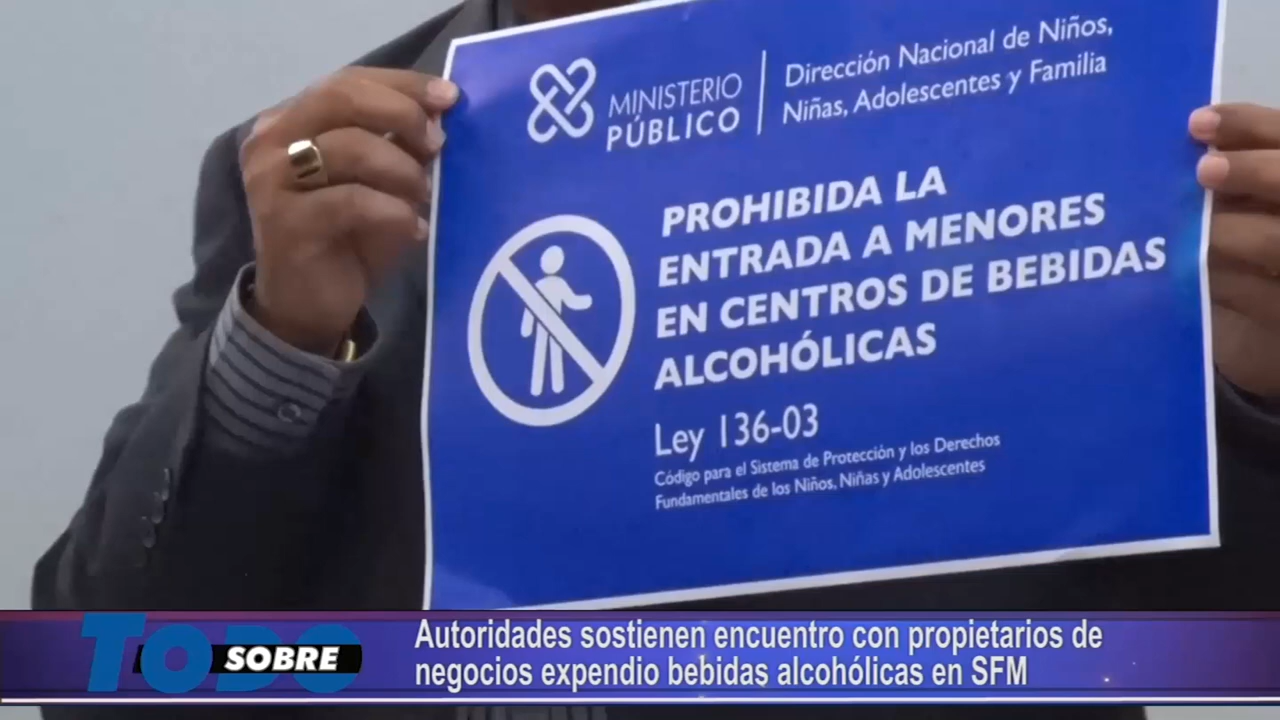 MINISTERIO
PÚBLICO
Dirección Nacional de Niños,
Niñas, Adolescentes y Familia
PROHIBIDA LA
ENTRADA A MENORES
EN CENTROS DE BEBIDAS
ALCOHÓLICAS
Ley 136-03
Código para el Sistema de Protección y los Derechos
Fundamentales de los Niños, Niñas y Adolescentes
TODO
SOBRE
Autoridades sostienen encuentro con propietarios de
negocios expendio bebidas alcohólicas en SFM